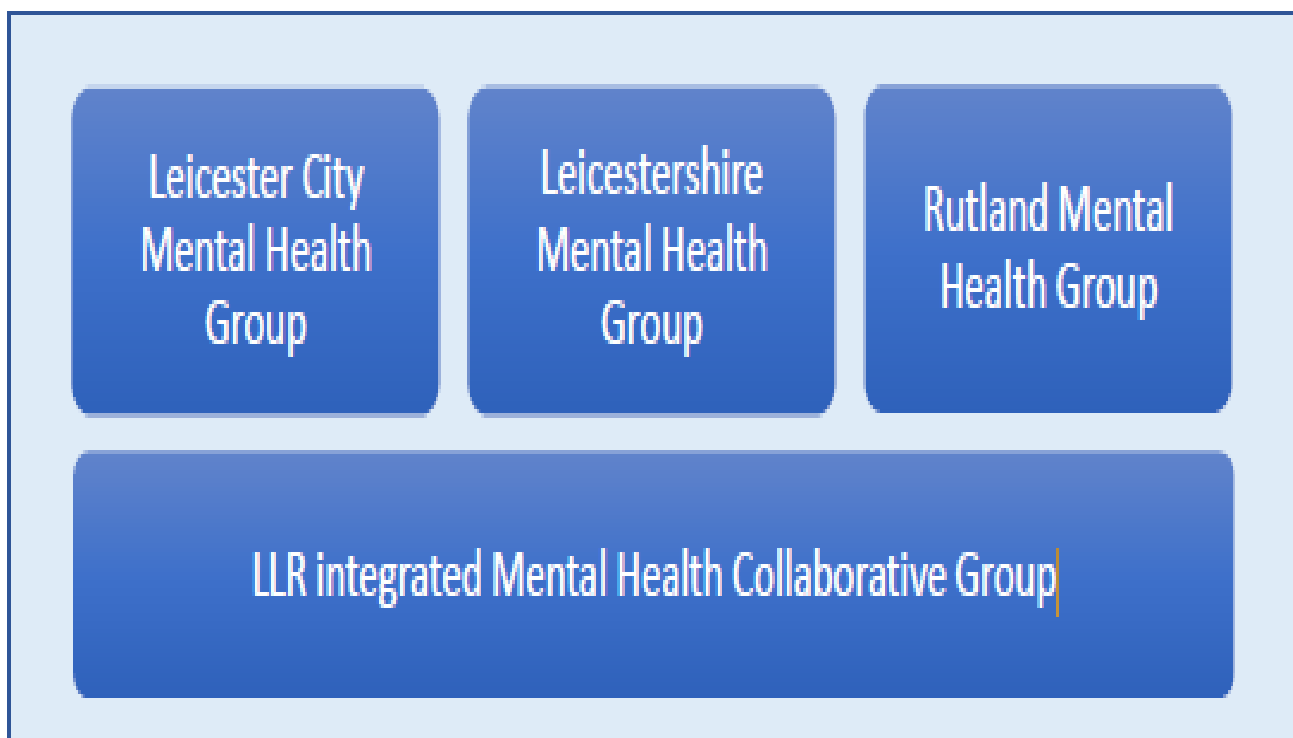 Leicester City
Mental Health
Group
Leicestershire
Mental Health
Group
Rutland Mental
Health Group
LLR integrated Mental Health Collaborative Group